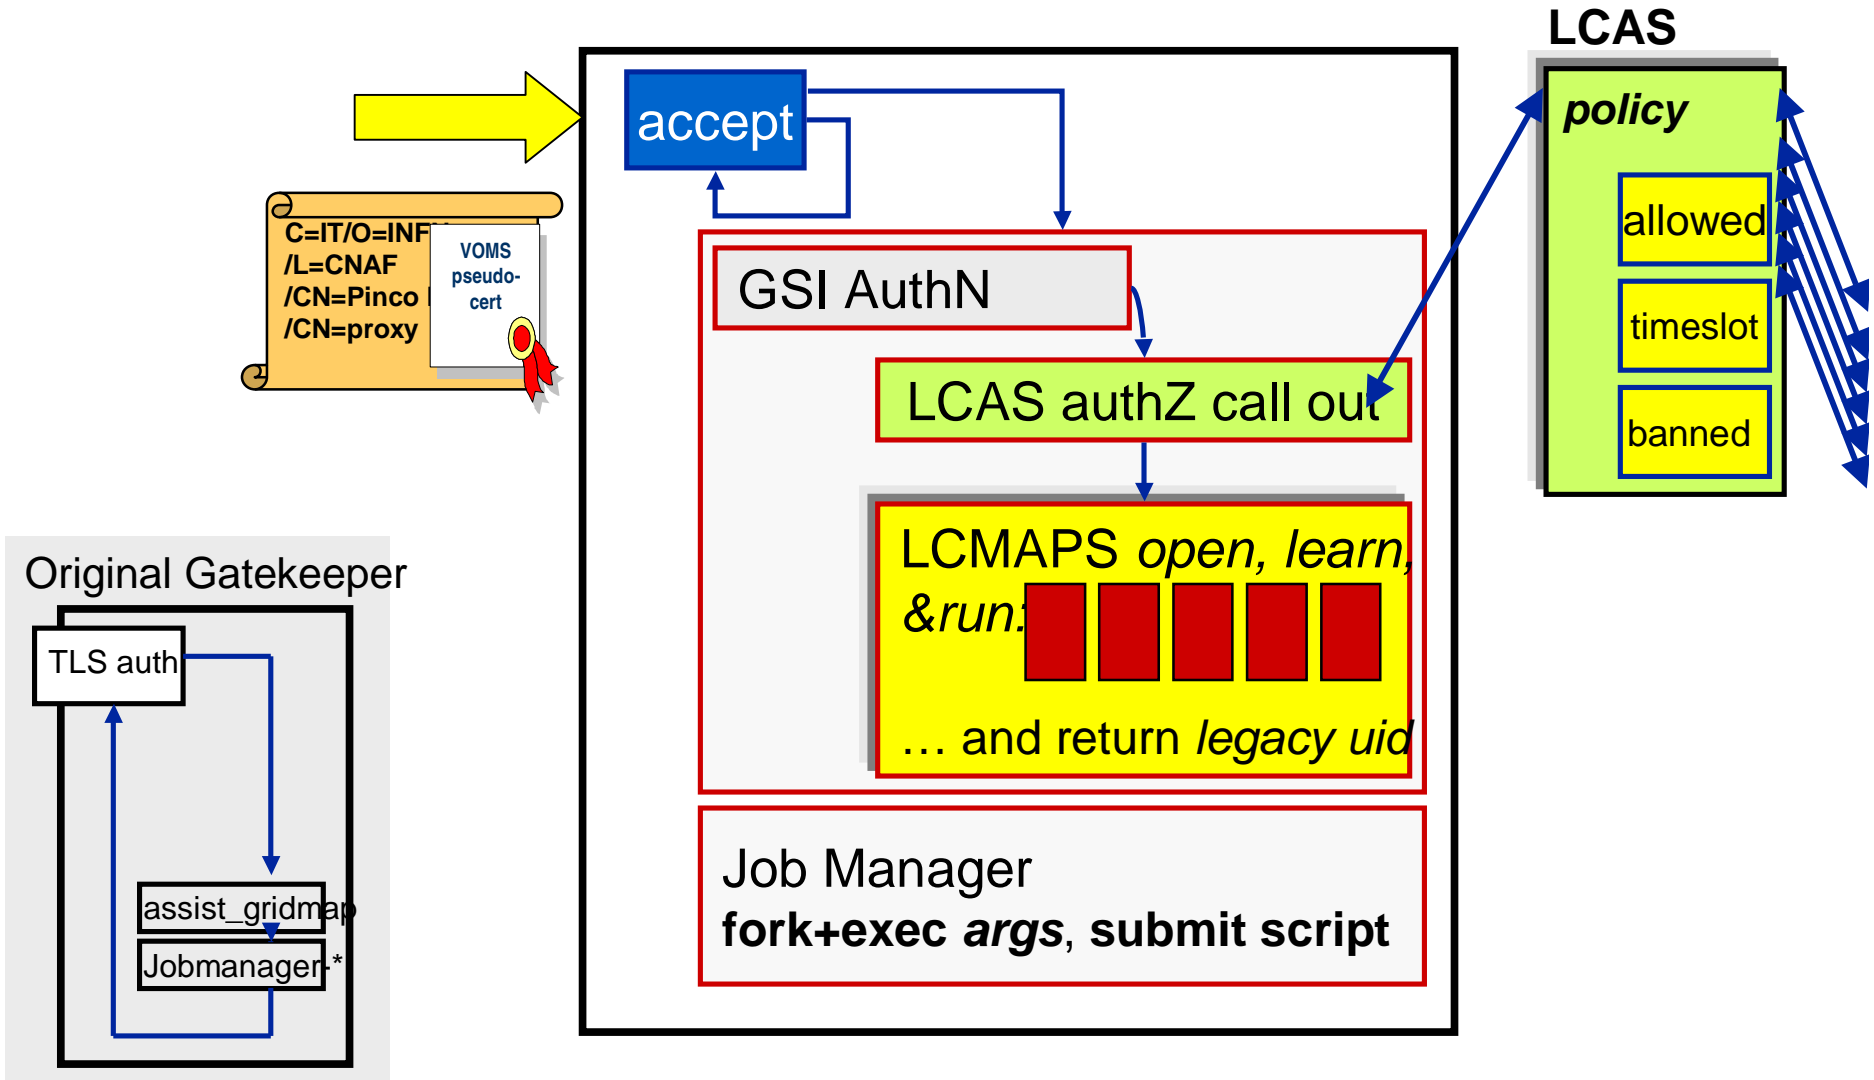 LCAS
policy
allowed
timeslot
banned
accept
C=IT/O=INF
/L=CNAF
/CN=Pinco
/CN=proxy
VOMS
pseudo-
cert
GSI AuthN
LCAS authZ call out
LCMAPS open, learn,
&run:
… and return legacy uid
Job Manager
fork+exec args, submit script
Original Gatekeeper
TLS auth
assist_gridmap
Jobmanager-*